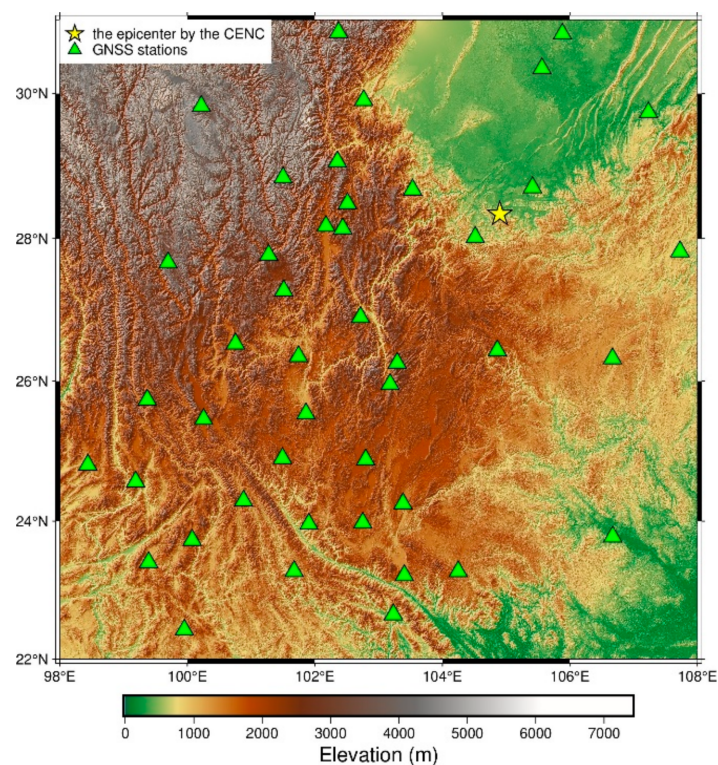 the epicenter by the CENC
GNSS stations
30°N
28°N
26°N
24°N
22°N
98°E 100°E 102°E 104°E 106°E 108°E
0 1000 2000 3000 4000 5000 6000 7000
Elevation (m)